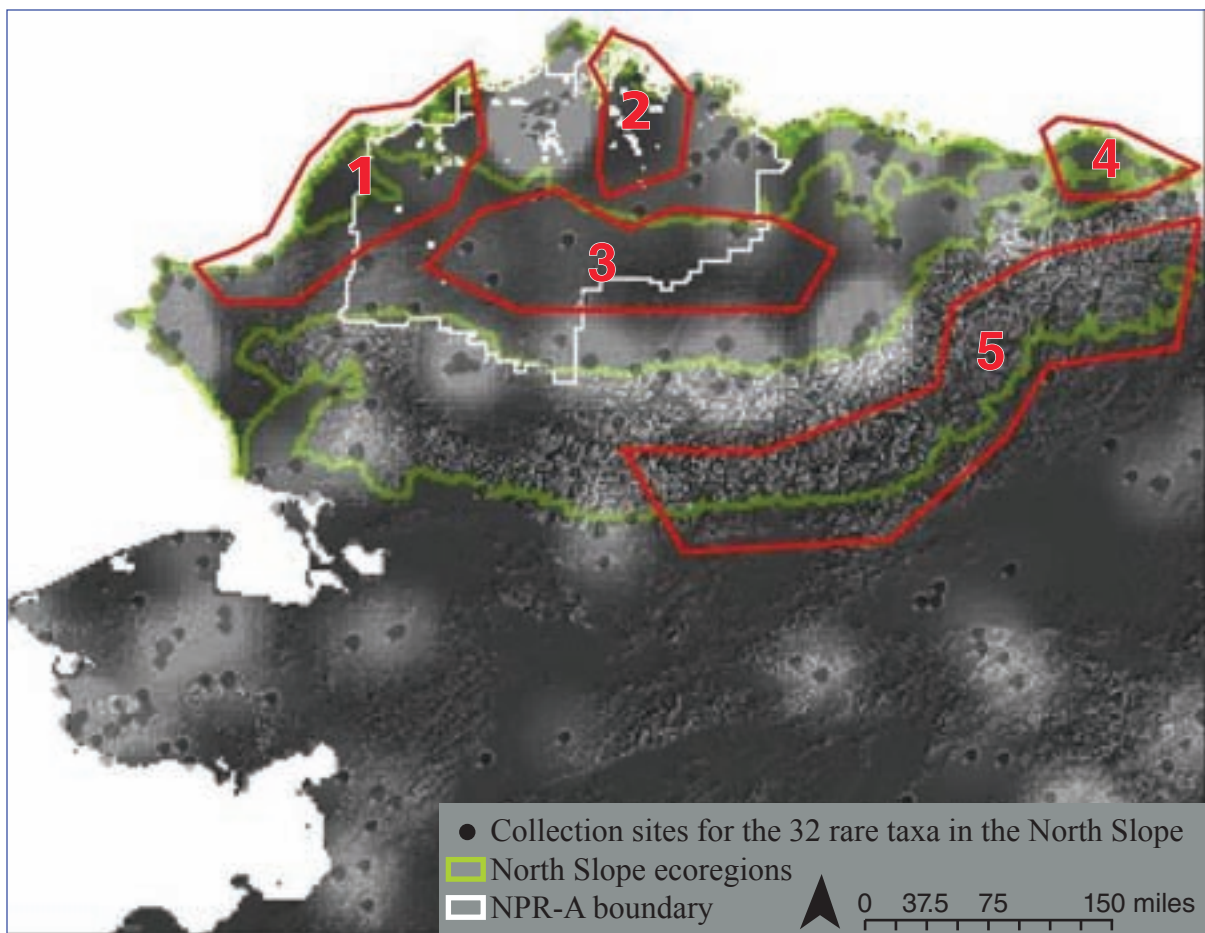 1
2
3
4
5
Collection sites for the 32 rare taxa in the North Slope
North Slope ecoregions
NPR-A boundary
0 37.5 75 150 miles